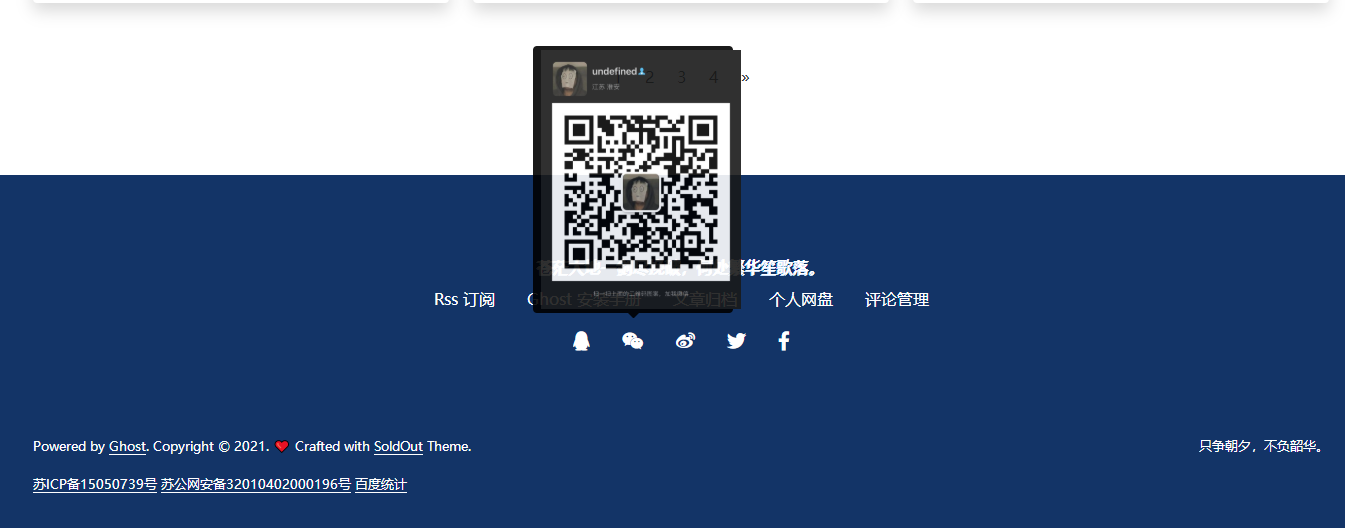 undefined
江苏 淮安
2 3 4 »
扫一扫上面的二维码图案，加我微信
华笙歌落。
Rss 订阅 Ghost 安装手册 文章归档 个人网盘 评论管理
Powered by Ghost. Copyright © 2021. ❤ Crafted with SoldOut Theme.
只争朝夕，不负韶华。
苏ICP备15050739号 苏公网安备32010402000196号 百度统计